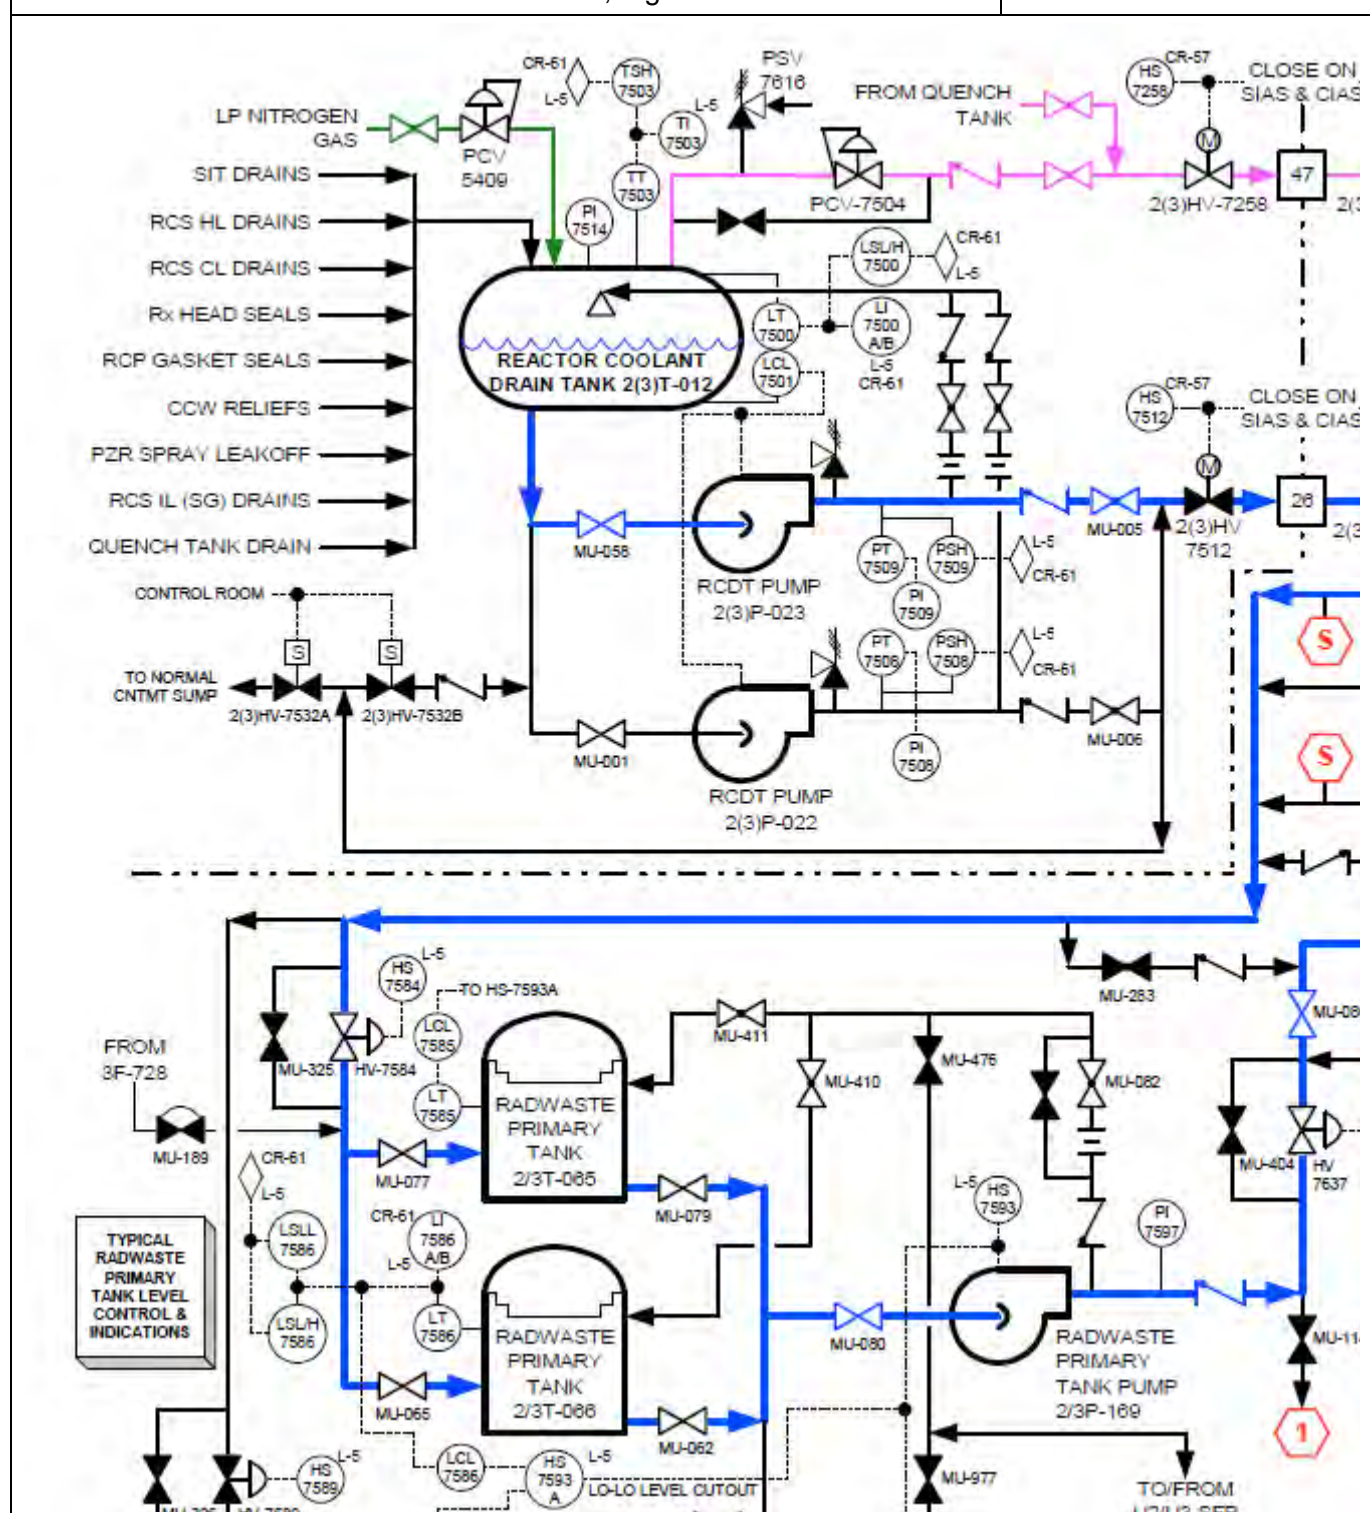 CR-61
L-5
TSH
7503
L-5
TI
7503
TT
7503
PI
7514
PSV
7616
FROM QUENCH
TANK
HS
7258
CR-57
CLOSE ON
SIAS & CIAS
M
LP NITROGEN
GAS
PCV
5409
PCV-7504
2(3)HV-7258
47
SIT DRAINS
RCS HL DRAINS
RCS CL DRAINS
Rx HEAD SEALS
RCP GASKET SEALS
CCW RELIEFS
PZR SPRAY LEAKOFF
RCS IL (SG) DRAINS
QUENCH TANK DRAIN
LSL/H
7500
CR-61
L-5
LT
7500
LI
7500
A/B
L-5
CR-61
LCL
7501
REACTOR COOLANT
DRAIN TANK 2(3)T-012
HS
7512
CR-57
CLOSE ON
SIAS & CIAS
M
26
MU-058
MU-005
2(3)HV
7512
RCDT PUMP
2(3)P-023
PT
7509
PSH
7509
L-5
CR-61
PI
7509
CONTROL ROOM
S
S
TO NORMAL
CNTMT SUMP
2(3)HV-7532A
2(3)HV-7532B
PT
7508
PSH
7508
L-5
CR-61
PI
7508
MU-001
MU-006
RCDT PUMP
2(3)P-022
S
S
HS
7584
L-5
TO HS-7593A
LCL
7585
LT
7585
MU-325
HV-7584
FROM
3F-728
MU-189
MU-077
RADWASTE
PRIMARY
TANK
2/3T-065
MU-411
MU-410
MU-476
MU-082
MU-283
MU-404
HV
7637
MU-079
CR-61
L-5
LSLL
7586
LSL/H
7586
CR-61
LI
7586
A/B
L-5
LT
7586
TYPICAL
RADWASTE
PRIMARY
TANK LEVEL
CONTROL &
INDICATIONS
RADWASTE
PRIMARY
TANK
2/3T-066
MU-065
MU-062
MU-080
L-5
HS
7593
PI
7597
RADWASTE
PRIMARY
TANK PUMP
2/3P-169
1
HS
7589
L-5
LCL
7586
HS
7593
A
L-5
LO-LO LEVEL CUTOUT
MU-977
TO/FROM